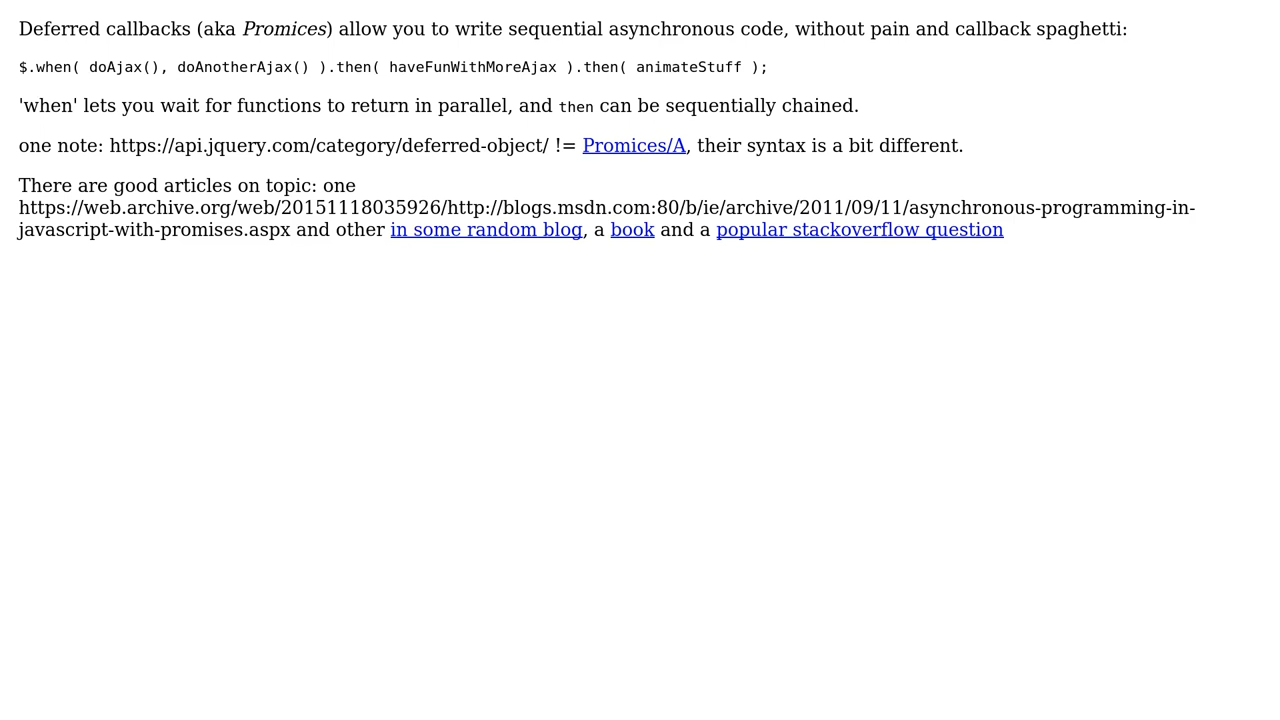 Deferred callbacks (aka Promices) allow you to write sequential asynchronous code, without pain and callback spaghetti:
$.when( doAjax(), doAnotherAjax() ).then( haveFunWithMoreAjax ).then( animateStuff );
'when' lets you wait for functions to return in parallel, and then can be sequentially chained.
one note: https://api.jquery.com/category/deferred-object/ != Promices/A, their syntax is a bit different.
There are good articles on topic: one
https://web.archive.org/web/20151118035926/http://blogs.msdn.com:80/b/ie/archive/2011/09/11/asynchronous-programming-in-
javascript-with-promises.aspx and other in some random blog, a book and a popular stackoverflow question